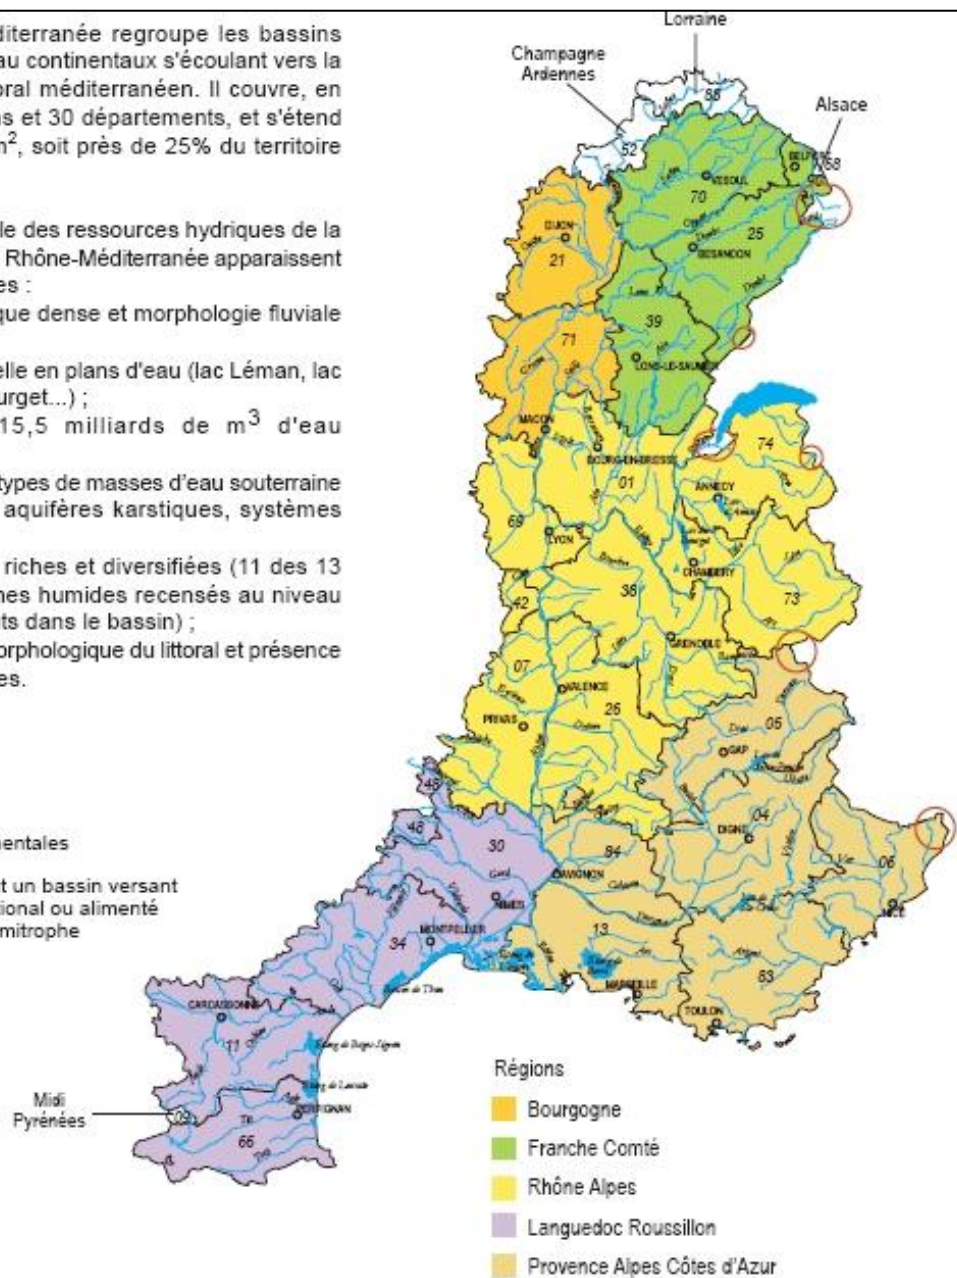 diterranée regroupe les bassins
au continentaux s'écoulant vers la
oral méditerranéen. Il couvre, en
ns et 30 départements, et s'étend
m², soit près de 25% du territoire
le des ressources hydriques de la
Rhône-Méditerranée apparaissent
es :
que dense et morphologie fluviale
elle en plans d'eau (lac Léman, lac
urget...) ;
15,5 milliards de m³ d'eau
types de masses d'eau souterraine
aquifères karstiques, systèmes
riches et diversifiées (11 des 13
nes humides recensés au niveau
ts dans le bassin) ;
orphologique du littoral et présence
es.
nentales
t un bassin versant
ional ou alimenté
mitrophe
Lorraine
Champagne
Ardennes
Alsace
88
52
68
BELFORT
VESOUL
70
25
DIJON
21
BESANCON
39
71
LONS-LE-SAUNIER
MACON
BOURG-EN-BRESSE
74
01
ANNECY
69
LYON
CHAMBERY
42
38
73
GRENOBLE
07
VALENCE
26
PRIVAS
05
GAP
48
48
30
DIGNE
04
84
06
AVIGNON
NIMES
NICE
34
MONTPELLIER
13
83
MARSEILLE
TOULON
CARCASSONNE
11
Midi
Pyrénées
09
PERPIGNAN
66
Régions
Bourgogne
Franche Comté
Rhône Alpes
Languedoc Roussillon
Provence Alpes Côtes d'Azur